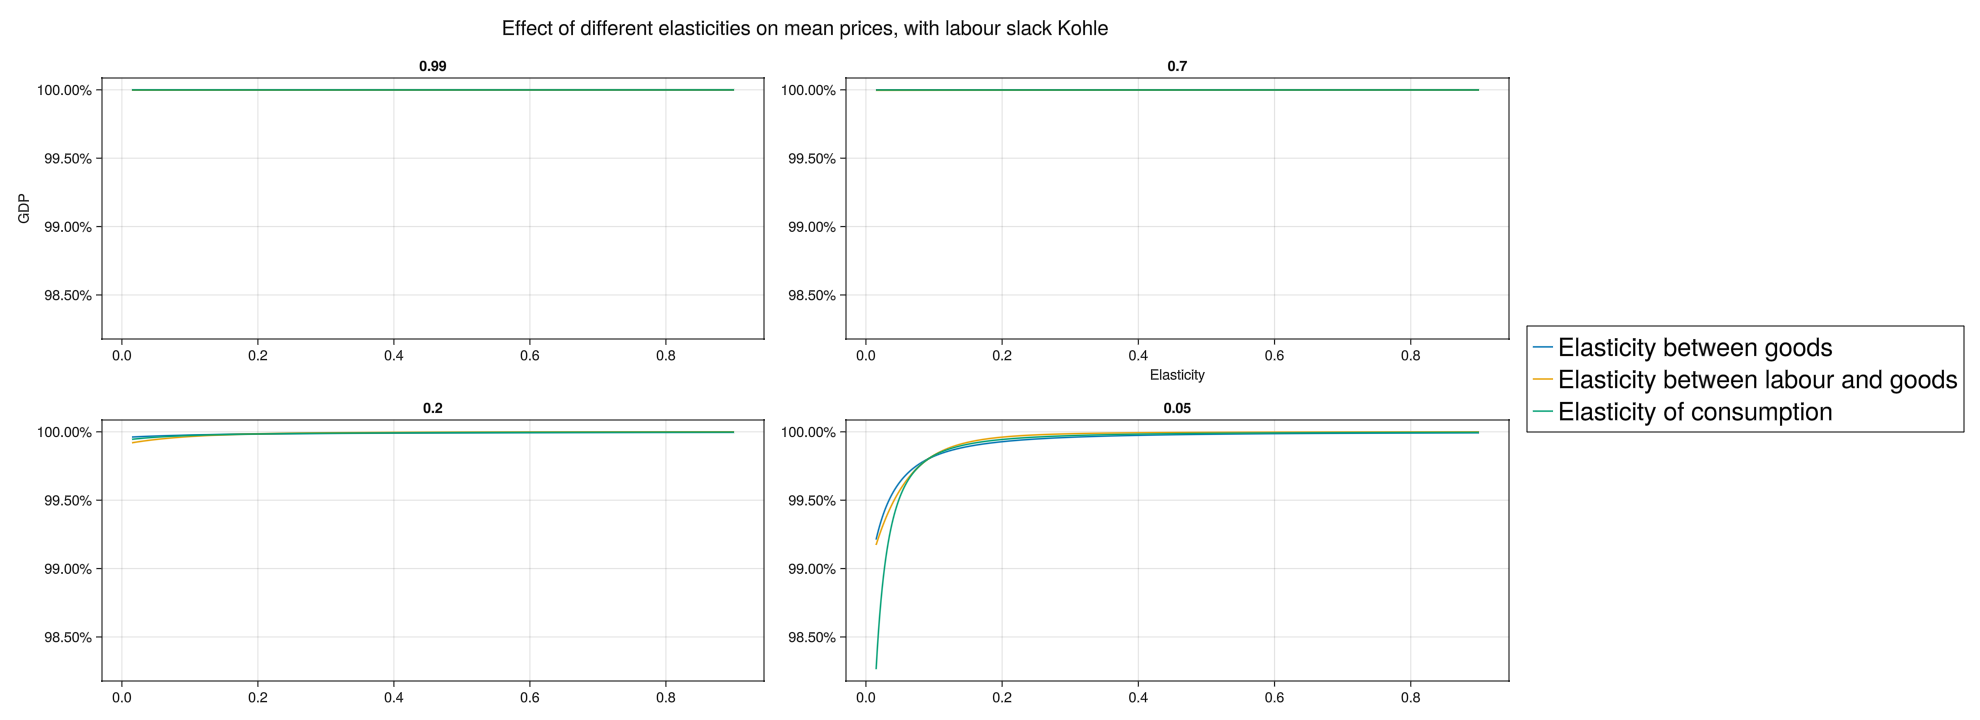 Effect of different elasticities on mean prices, with labour slack Kohle
0.99
100.00%
99.50%
99.00%
98.50%
GDP
0.0 0.2 0.4 0.6 0.8
0.7
100.00%
99.50%
99.00%
98.50%
0.0 0.2 0.4 0.6 0.8
Elasticity
0.2
100.00%
99.50%
99.00%
98.50%
0.0 0.2 0.4 0.6 0.8
0.05
100.00%
99.50%
99.00%
98.50%
0.0 0.2 0.4 0.6 0.8
Elasticity between goods
Elasticity between labour and goods
Elasticity of consumption